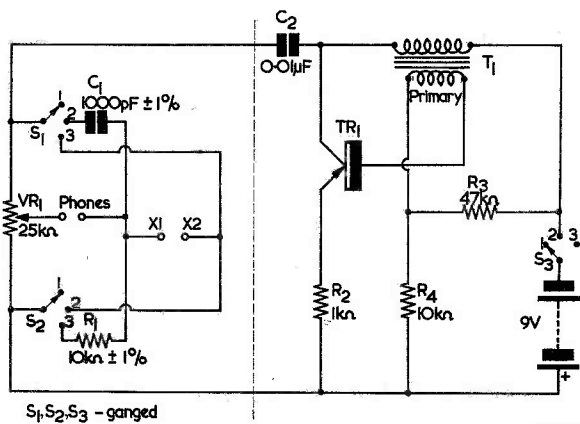 C2
0·01µF
T1
Primary
1
C1
1000pF ± 1%
S1
2
3
TR1
VR1
25kΩ
Phones
X1
X2
R3
47kΩ
1
2
3
S3
1
S2
2
3
R1
10kΩ ± 1%
R2
1kΩ
R4
10kΩ
9V
+
S1,S2,S3 – ganged